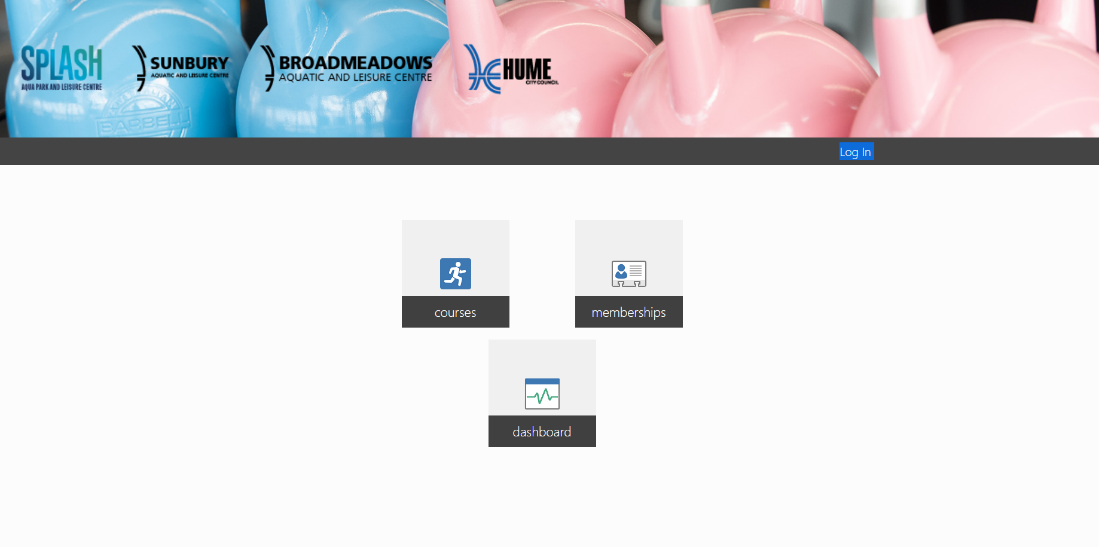 SPLASH
AQUA PARK AND LEISURE CENTRE
SUNBURY
AQUATIC AND LEISURE CENTRE
BROADMEADOWS
AQUATIC AND LEISURE CENTRE
HUME
CITY COUNCIL
Log In
courses
memberships
dashboard